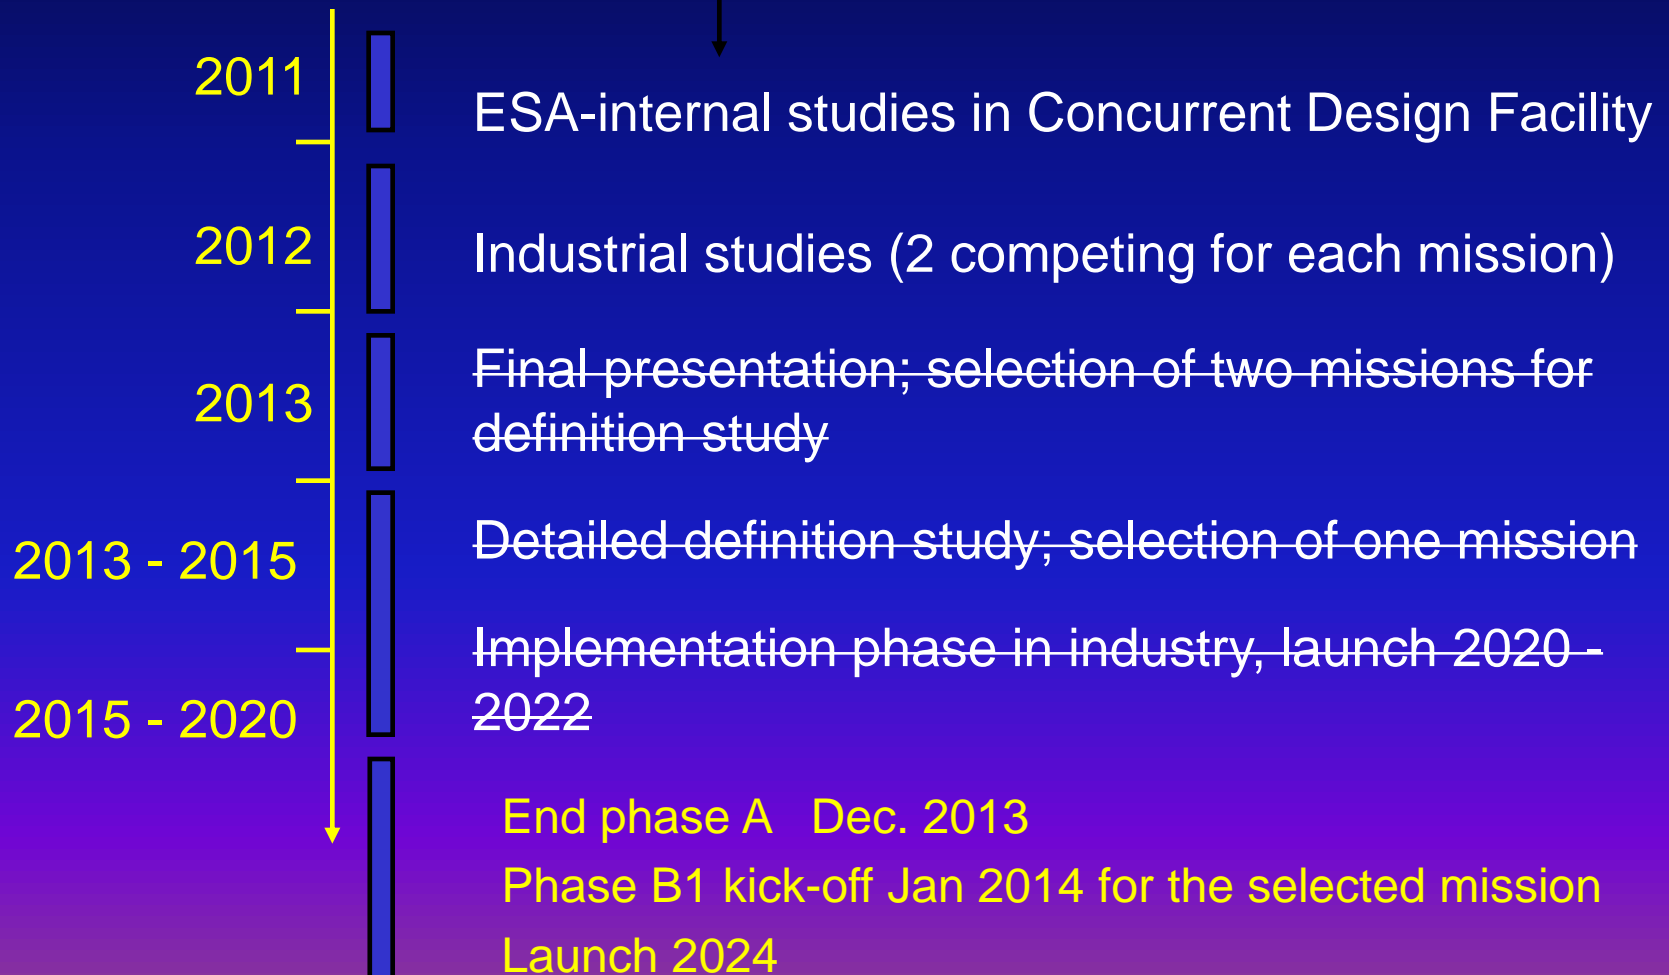 2011
ESA-internal studies in Concurrent Design Facility
2012
Industrial studies (2 competing for each mission)
2013
Final presentation; selection of two missions for
definition study
2013 - 2015
Detailed definition study; selection of one mission
2015 - 2020
Implementation phase in industry, launch 2020 -
2022
End phase A Dec. 2013
Phase B1 kick-off Jan 2014 for the selected mission
Launch 2024